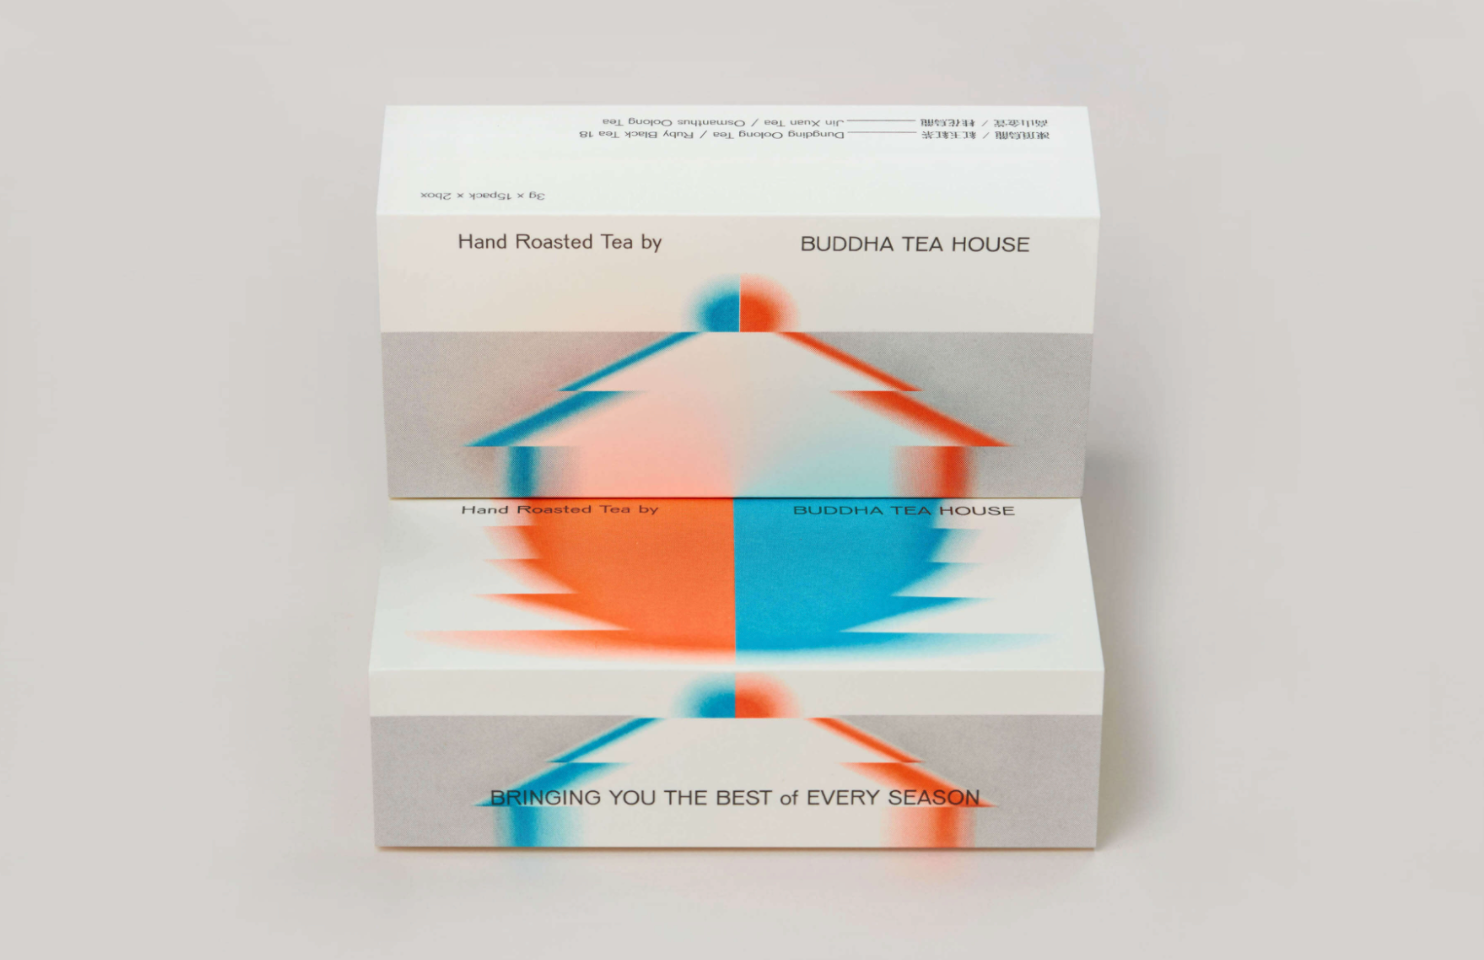 3g × 15pack × 2box
凍頂烏龍 / 紅玉紅茶 ———— Dungding Oolong Tea / Ruby Black Tea 18
高山金萱 / 桂花烏龍 ———— Jin Xuan Tea / Osmanthus Oolong Tea
Hand Roasted Tea by BUDDHA TEA HOUSE
Hand Roasted Tea by BUDDHA TEA HOUSE
BRINGING YOU THE BEST of EVERY SEASON